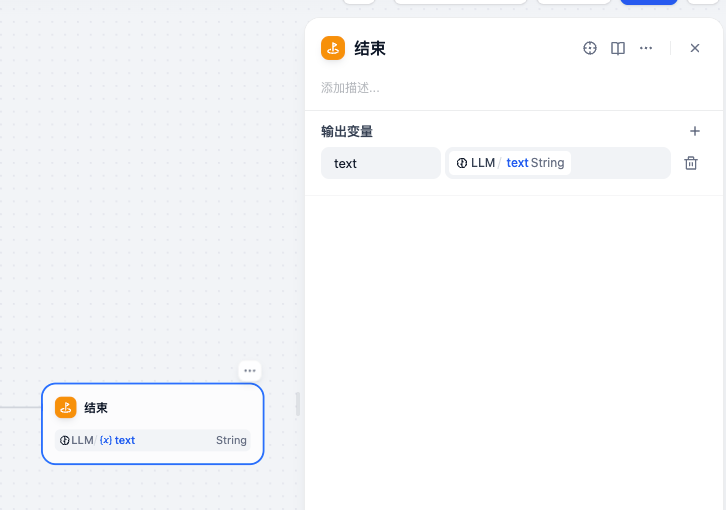 结束
添加描述...
输出变量
text
LLM / text String
结束
LLM / (x) text String